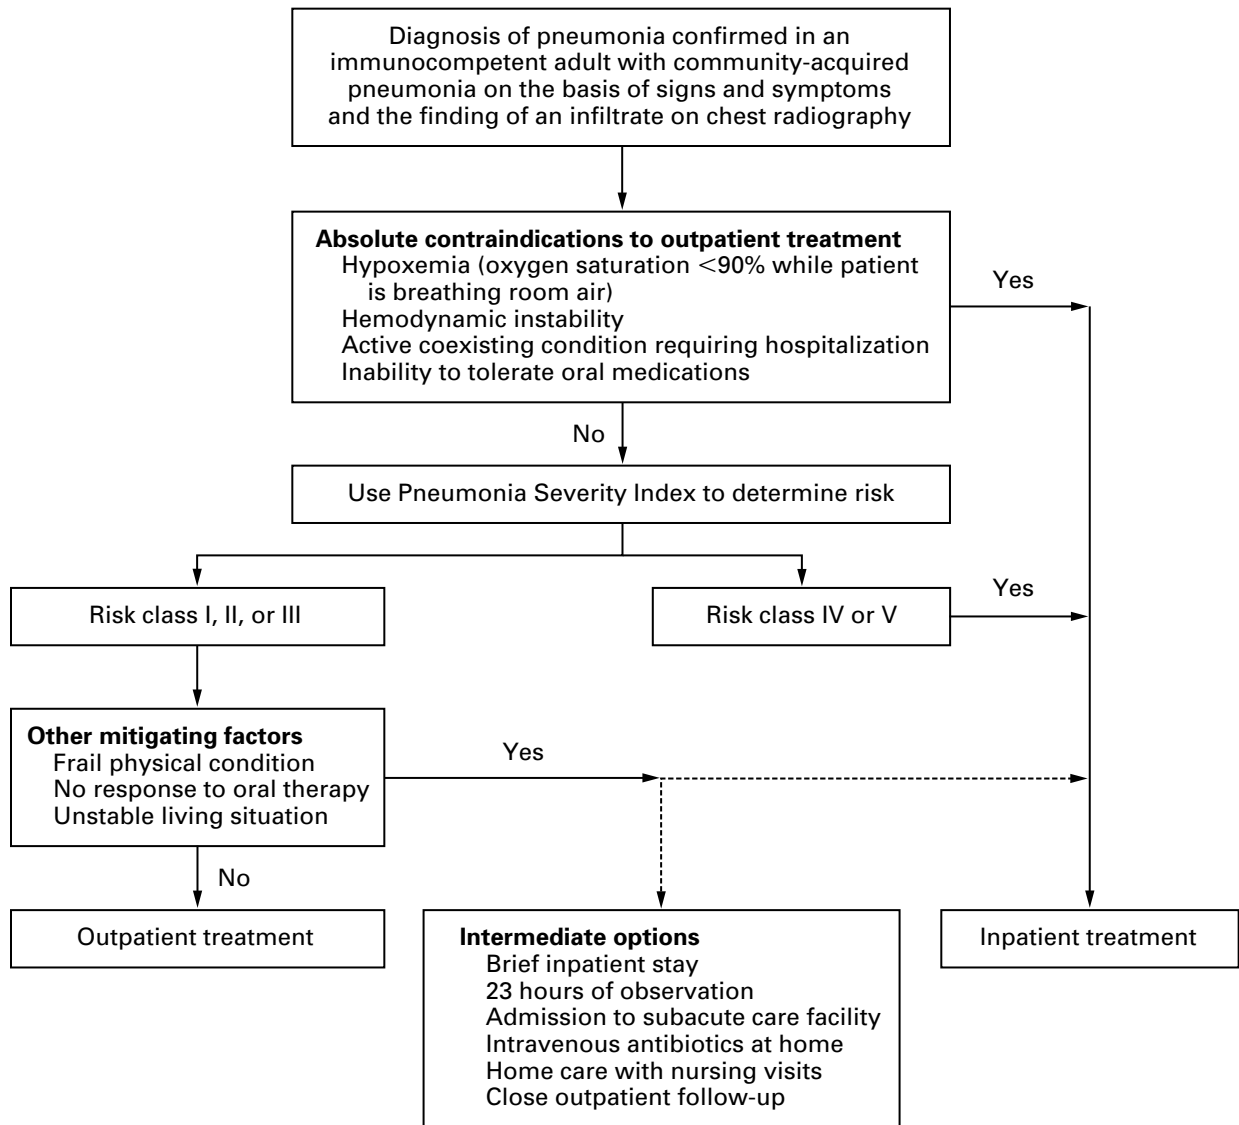 Diagnosis of pneumonia confirmed in an
immunocompetent adult with community-acquired
pneumonia on the basis of signs and symptoms
and the finding of an infiltrate on chest radiography
Absolute contraindications to outpatient treatment
Hypoxemia (oxygen saturation <90% while patient
is breathing room air)
Hemodynamic instability
Active coexisting condition requiring hospitalization
Inability to tolerate oral medications
Yes
No
Use Pneumonia Severity Index to determine risk
Risk class I, II, or III
Risk class IV or V
Yes
Other mitigating factors
Frail physical condition
No response to oral therapy
Unstable living situation
Yes
No
Outpatient treatment
Intermediate options
Brief inpatient stay
23 hours of observation
Admission to subacute care facility
Intravenous antibiotics at home
Home care with nursing visits
Close outpatient follow-up
Inpatient treatment